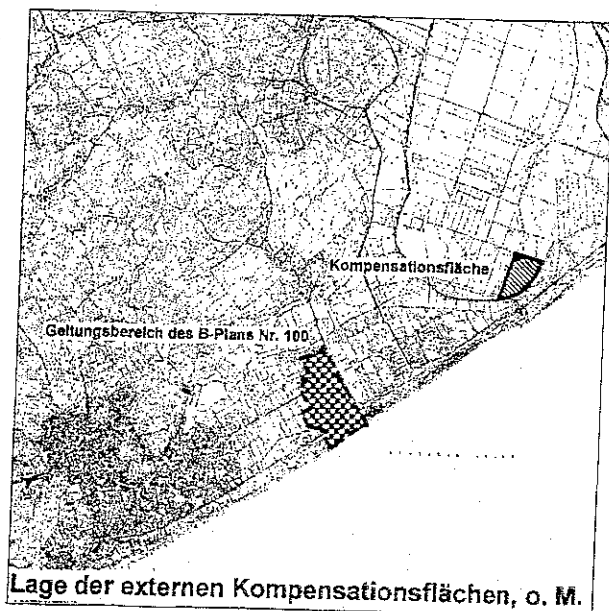 Kompensationsfläche
Geltungsbereich des B-Plans Nr. 100
Lage der externen Kompensationsflächen, o. M.